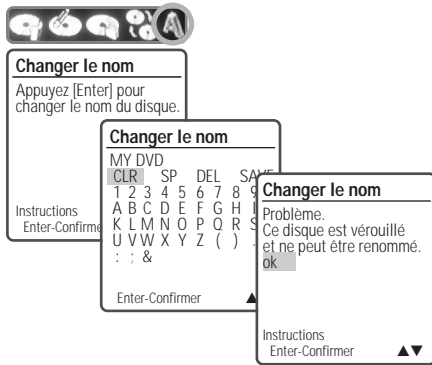 A
Changer le nom
Appuyez [Enter] pour
changer le nom du disque.
Instructions
Enter-Confirme
Changer le nom
MY DVD
CLR SP DEL SAVE
1 2 3 4 5 6 7 8 9
A B C D E F G H I
K L M N O P Q R S
U V W X Y Z ( ) .
: ; &
Enter-Confirmer ▲
Changer le nom
Problème.
Ce disque est vérouillé
et ne peut être renommé.
ok
Instructions
Enter-Confirmer ▲▼